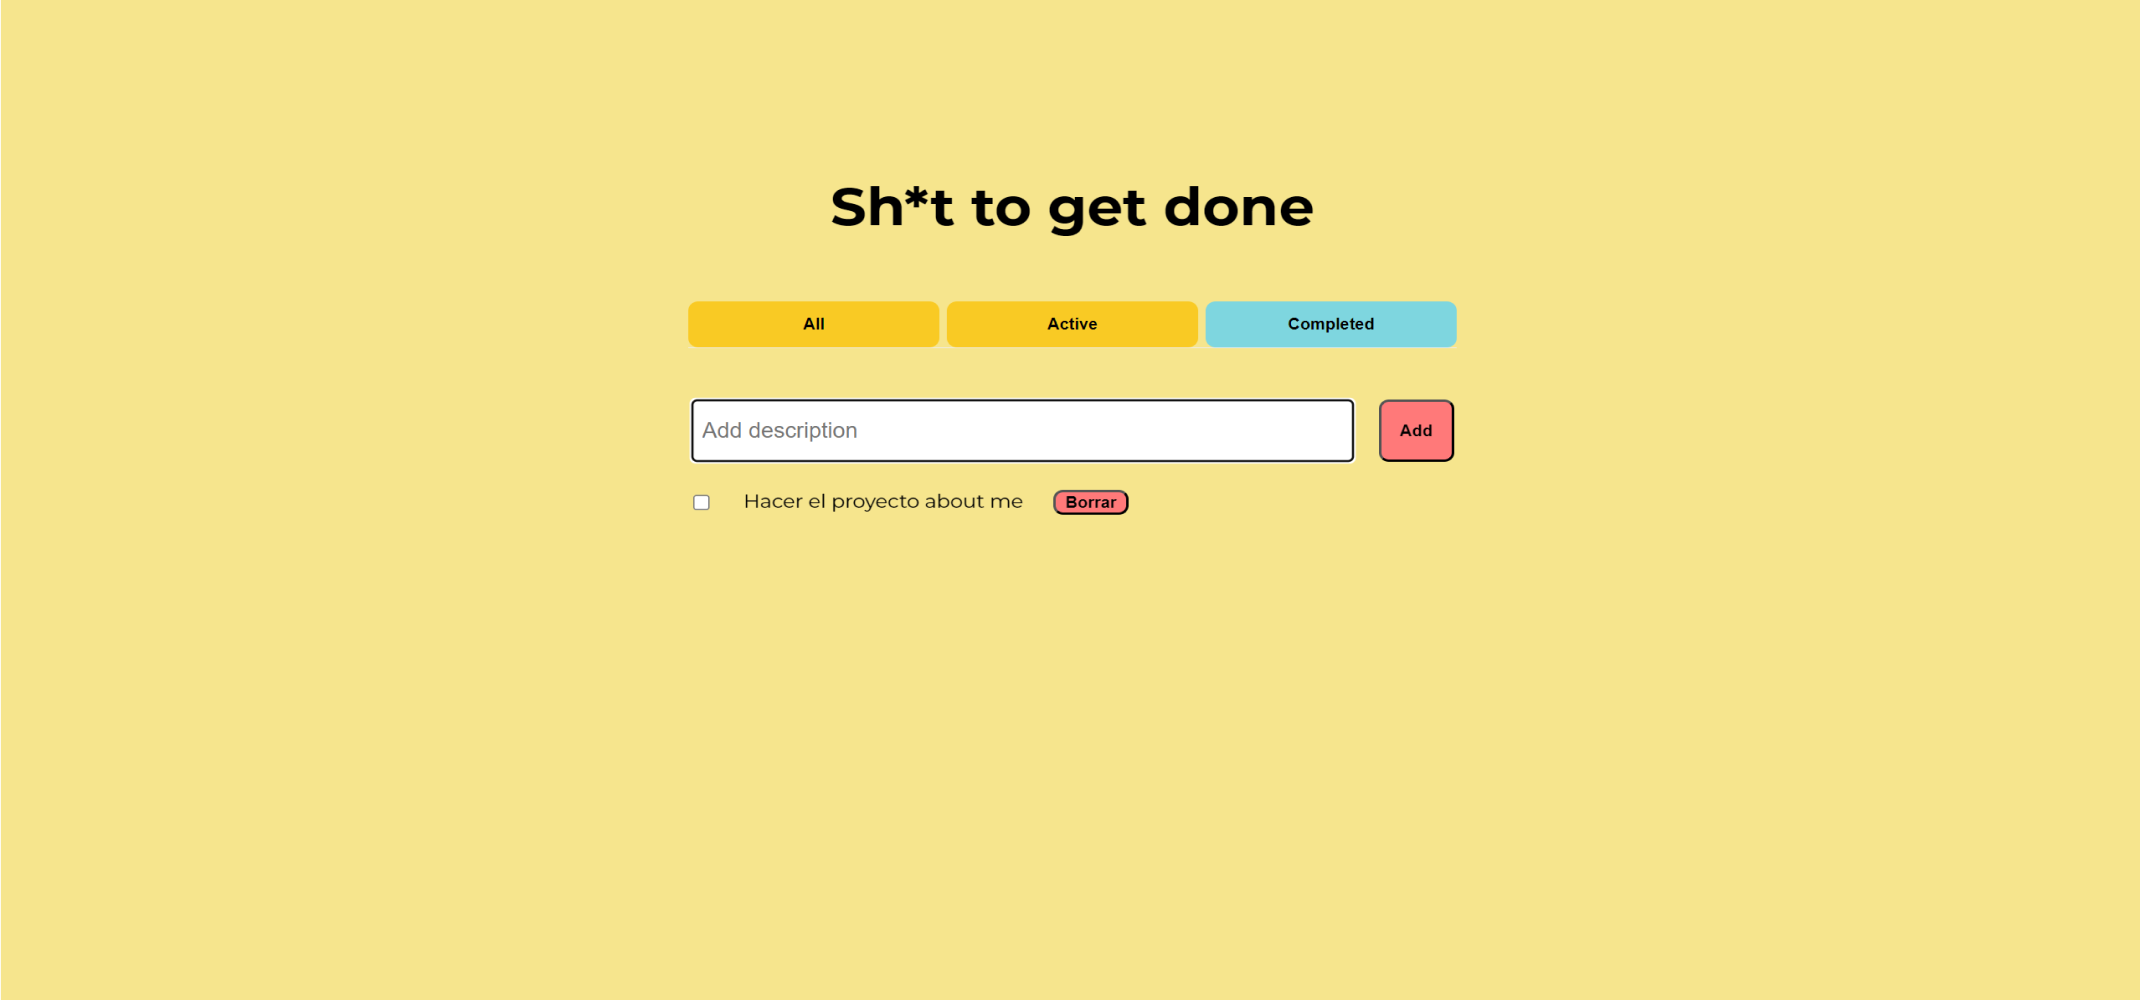 Sh*t to get done
All Active Completed
Add description Add
Hacer el proyecto about me Borrar